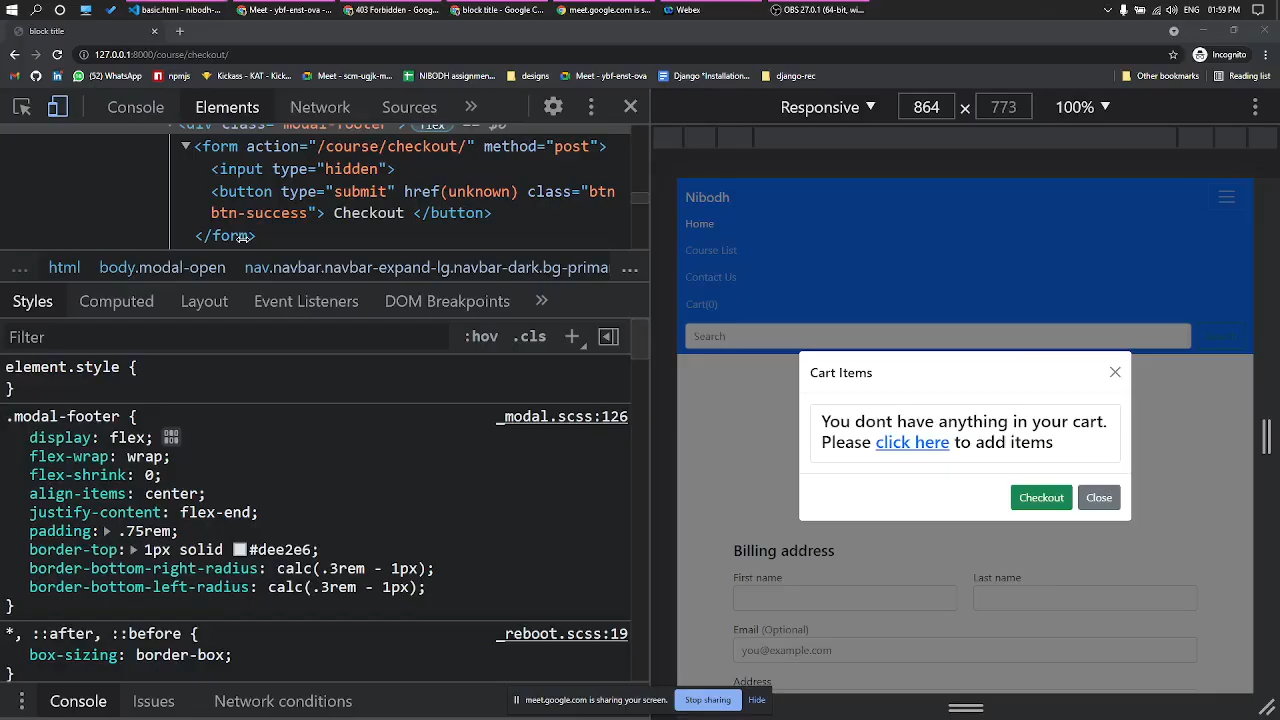 basic.html - nibodh-...
Meet - ybf-enst-ova ...
403 Forbidden - Goog...
block title - Google C...
meet.google.com is s...
Webex
OBS 27.0.1 (64-bit, wi...
ENG
01:59 PM
block title
127.0.0.1:8000/course/checkout/
Incognito
(52) WhatsApp
npmjs
Kickass - KAT - Kick...
Meet - scm-ugjk-m...
NIBODH assignmen...
designs
Meet - ybf-enst-ova
Django "Installation...
django-rec
Other bookmarks
Reading list
Console
Elements
Network
Sources
Responsive
864
×
773
100%
<div class="modal-footer"> flex == $0
<form action="/course/checkout/" method="post">
<input type="hidden">
<button type="submit" href(unknown) class="btn
btn-success"> Checkout </button>
</form>
... html body.modal-open nav.navbar.navbar-expand-lg.navbar-dark.bg-prima ...
Styles
Computed
Layout
Event Listeners
DOM Breakpoints
Filter
:hov
.cls
element.style {
}
.modal-footer {
_modal.scss:126
display: flex;
flex-wrap: wrap;
flex-shrink: 0;
align-items: center;
justify-content: flex-end;
padding: .75rem;
border-top: 1px solid #dee2e6;
border-bottom-right-radius: calc(.3rem - 1px);
border-bottom-left-radius: calc(.3rem - 1px);
}
*, ::after, ::before {
_reboot.scss:19
box-sizing: border-box;
}
Console
Issues
Network conditions
Nibodh
Home
Course List
Contact Us
Cart(0)
Search
Cart Items
You dont have anything in your cart.
Please click here to add items
Checkout
Close
Billing address
First name
Last name
Email (Optional)
you@example.com
Address
meet.google.com is sharing your screen.
Stop sharing
Hide